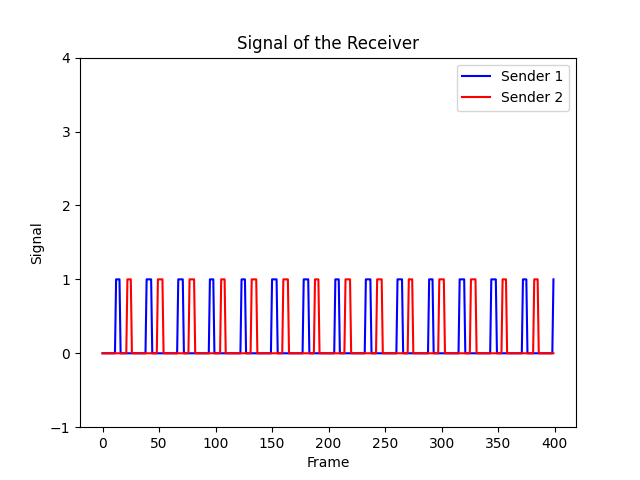 Signal of the Receiver
Sender 1
Sender 2
4
3
2
1
0
−1
Signal
0 50 100 150 200 250 300 350 400
Frame